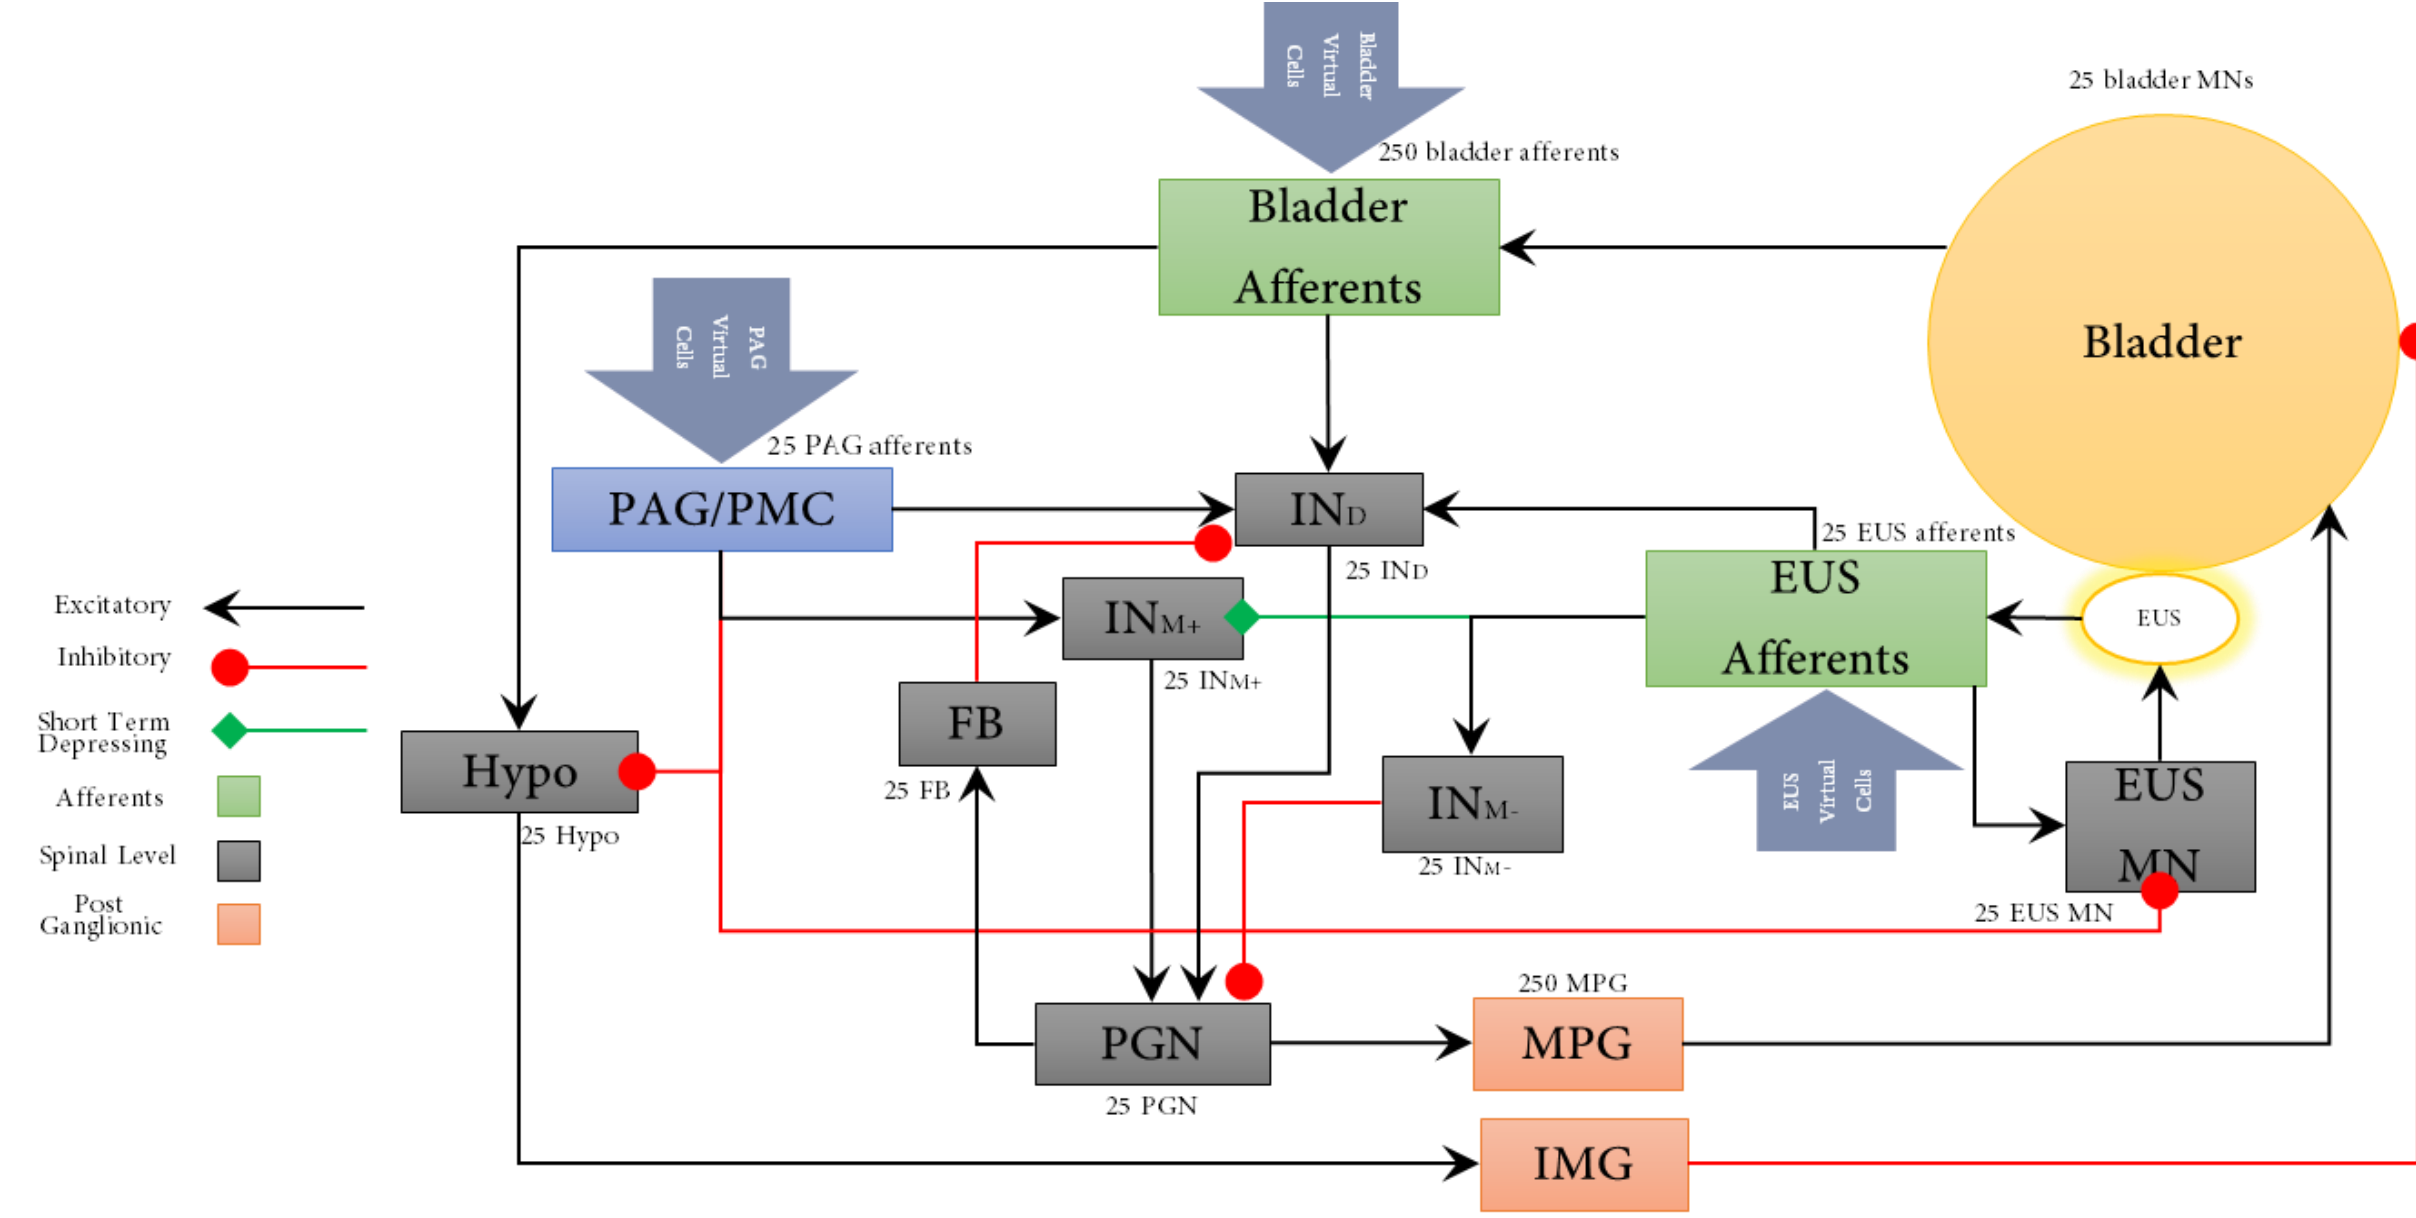 Bladder
Virtual
Cells
25 bladder MNs
250 bladder afferents
Bladder
Afferents
Bladder
PAG
Virtual
Cells
25 PAG afferents
PAG/PMC
IND
25 IND
25 EUS afferents
EUS
Afferents
EUS
Excitatory
Inhibitory
Short Term
Depressing
Afferents
Spinal Level
Post
Ganglionic
INM+
25 INM+
FB
25 FB
Hypo
25 Hypo
INM-
25 INM-
EUS
Virtual
Cells
EUS
MN
25 EUS MN
PGN
25 PGN
250 MPG
MPG
IMG